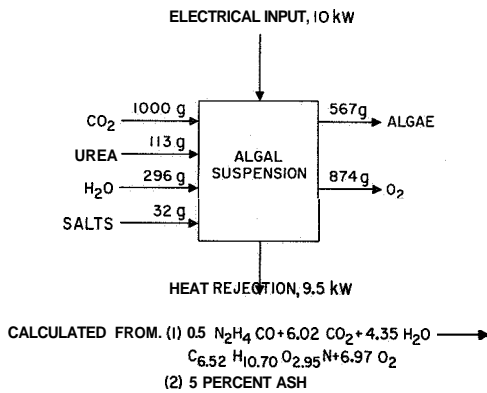 ELECTRICAL INPUT, 10 kW
1000 g
CO2
567g
ALGAE
113 g
UREA
ALGAL
SUSPENSION
296 g
H2O
874g
O2
32 g
SALTS
HEAT REJECTION, 9.5 kW
CALCULATED FROM. (1) 0.5 N2H4 CO+6.02 CO2+4.35 H2O →
C6.52 H10.70 O2.95 N+6.97 O2
(2) 5 PERCENT ASH